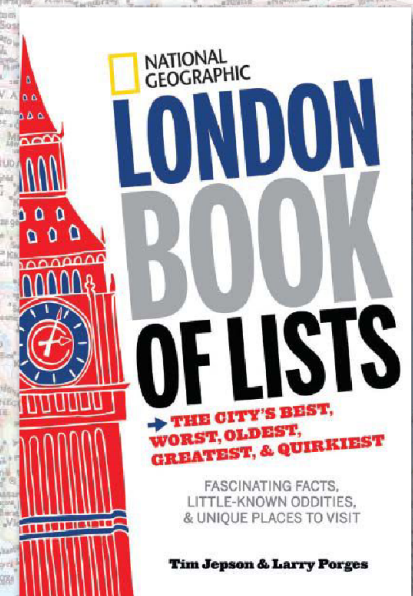 NATIONAL
GEOGRAPHIC
LONDON
BOOK
OF LISTS
THE CITY'S BEST,
WORST, OLDEST,
GREATEST, & QUIRKIEST
FASCINATING FACTS,
LITTLE-KNOWN ODDITIES,
& UNIQUE PLACES TO VISIT
Tim Jepson & Larry Porges